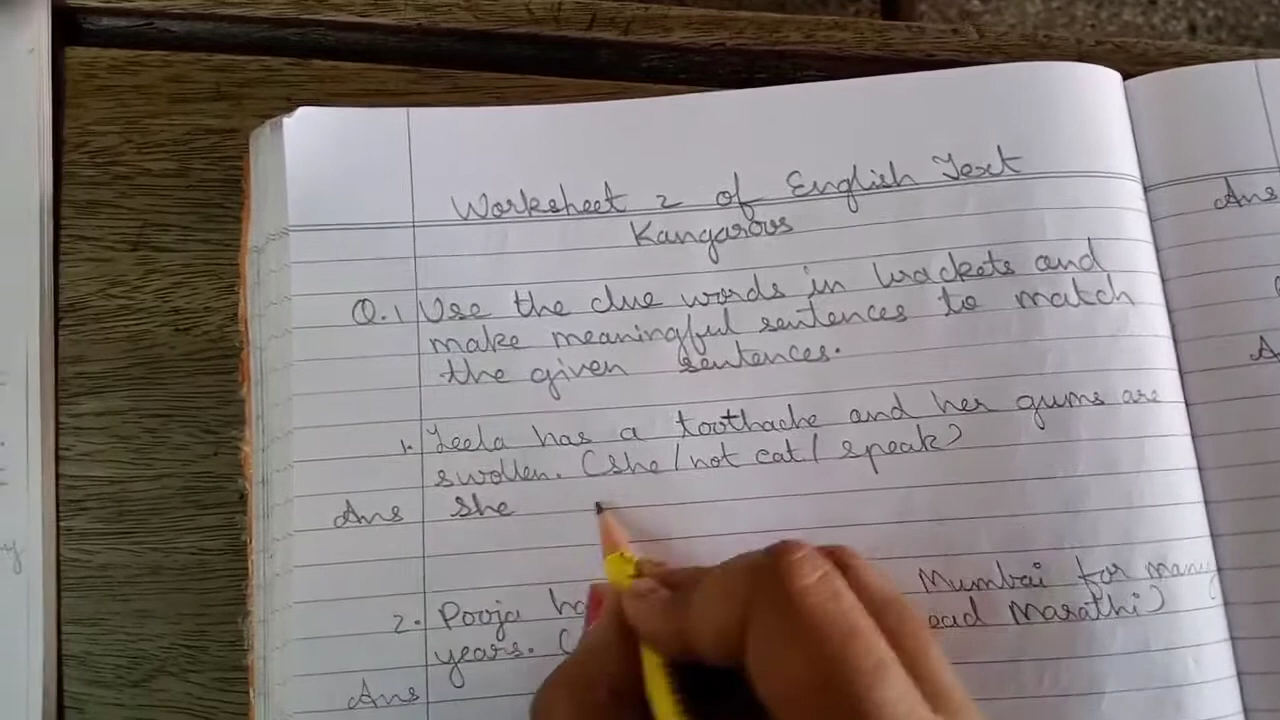 Worksheet 2 of English Text
Kangaroos
Q.1 Use the clue words in brackets and
make meaningful sentences to match
the given sentences.
1. Leela has a toothache and her gums are
swollen. (she/not eat/speak)
Ans she
2. Pooja Mumbai for many
years. ( Marathi)
Ans
Ans